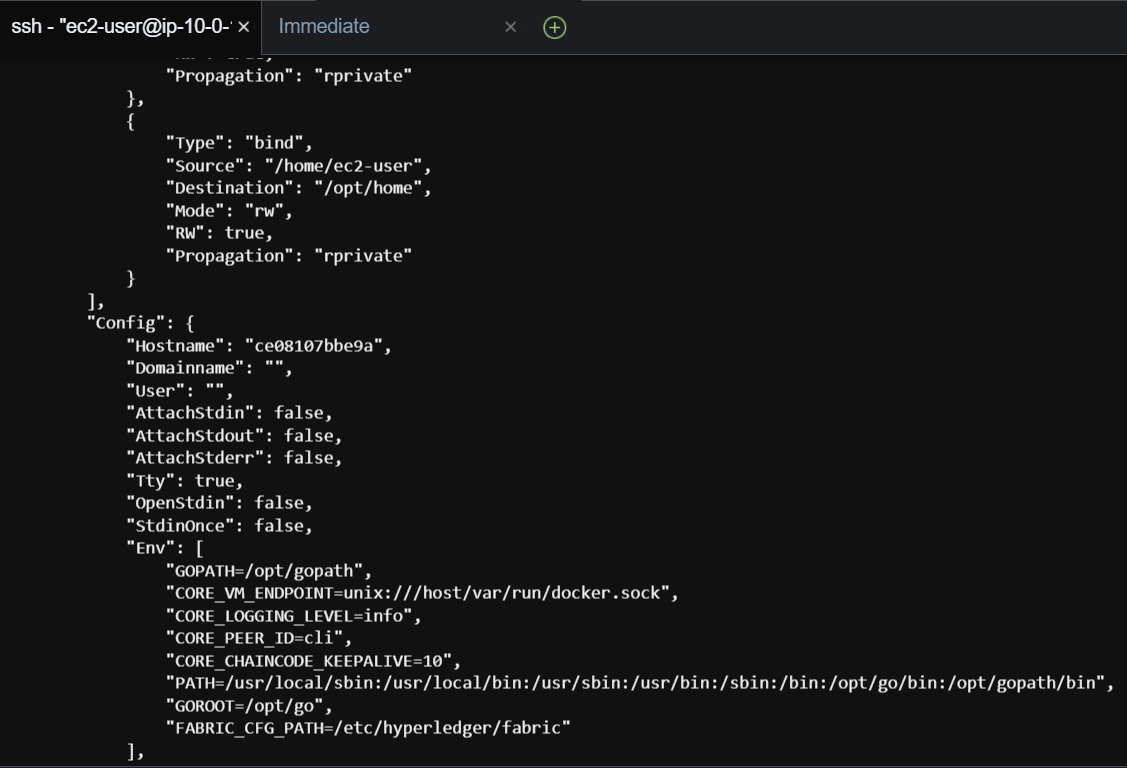 ssh - "ec2-user@ip-10-0-
Immediate
"Propagation": "rprivate"
},
{
"Type": "bind",
"Source": "/home/ec2-user",
"Destination": "/opt/home",
"Mode": "rw",
"RW": true,
"Propagation": "rprivate"
}
],
"Config": {
"Hostname": "ce08107bbe9a",
"Domainname": "",
"User": "",
"AttachStdin": false,
"AttachStdout": false,
"AttachStderr": false,
"Tty": true,
"OpenStdin": false,
"StdinOnce": false,
"Env": [
"GOPATH=/opt/gopath",
"CORE_VM_ENDPOINT=unix:///host/var/run/docker.sock",
"CORE_LOGGING_LEVEL=info",
"CORE_PEER_ID=cli",
"CORE_CHAINCODE_KEEPALIVE=10",
"PATH=/usr/local/sbin:/usr/local/bin:/usr/sbin:/usr/bin:/sbin:/bin:/opt/go/bin:/opt/gopath/bin",
"GOROOT=/opt/go",
"FABRIC_CFG_PATH=/etc/hyperledger/fabric"
],